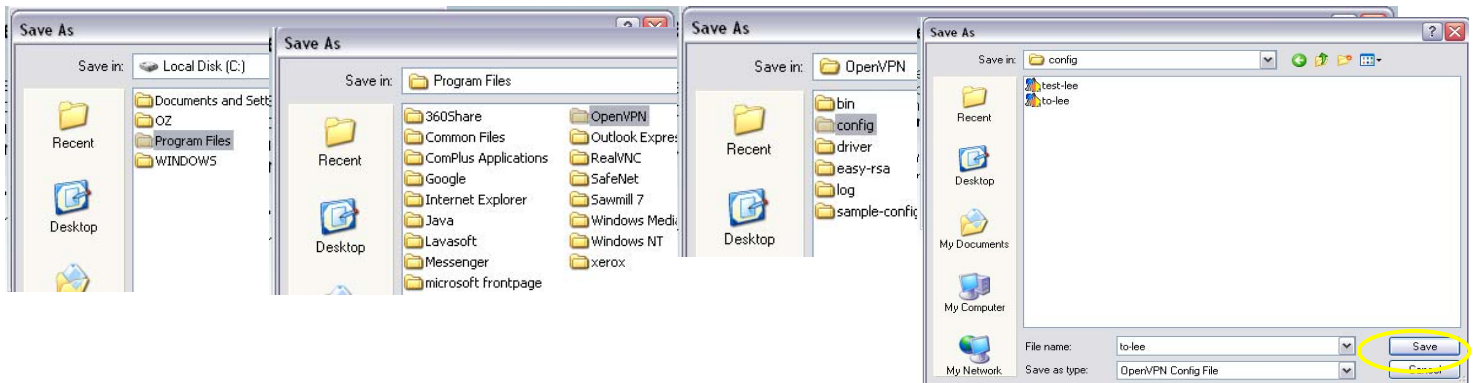 Save As
Save in: Local Disk (C:)
Recent
Desktop
Documents and Sett
OZ
Program Files
WINDOWS
Save As
Save in: Program Files
Recent
Desktop
360Share
Common Files
ComPlus Applications
Google
Internet Explorer
Java
Lavasoft
Messenger
microsoft frontpage
OpenVPN
Outlook Expres
RealVNC
SafeNet
Sawmill 7
Windows Media
Windows NT
xerox
Save As
Save in: OpenVPN
Recent
Desktop
bin
config
driver
easy-rsa
log
sample-config
Save As
Save in: config
Recent
Desktop
My Documents
My Computer
My Network
test-lee
to-lee
File name: to-lee Save
Save as type: OpenVPN Config File Cancel